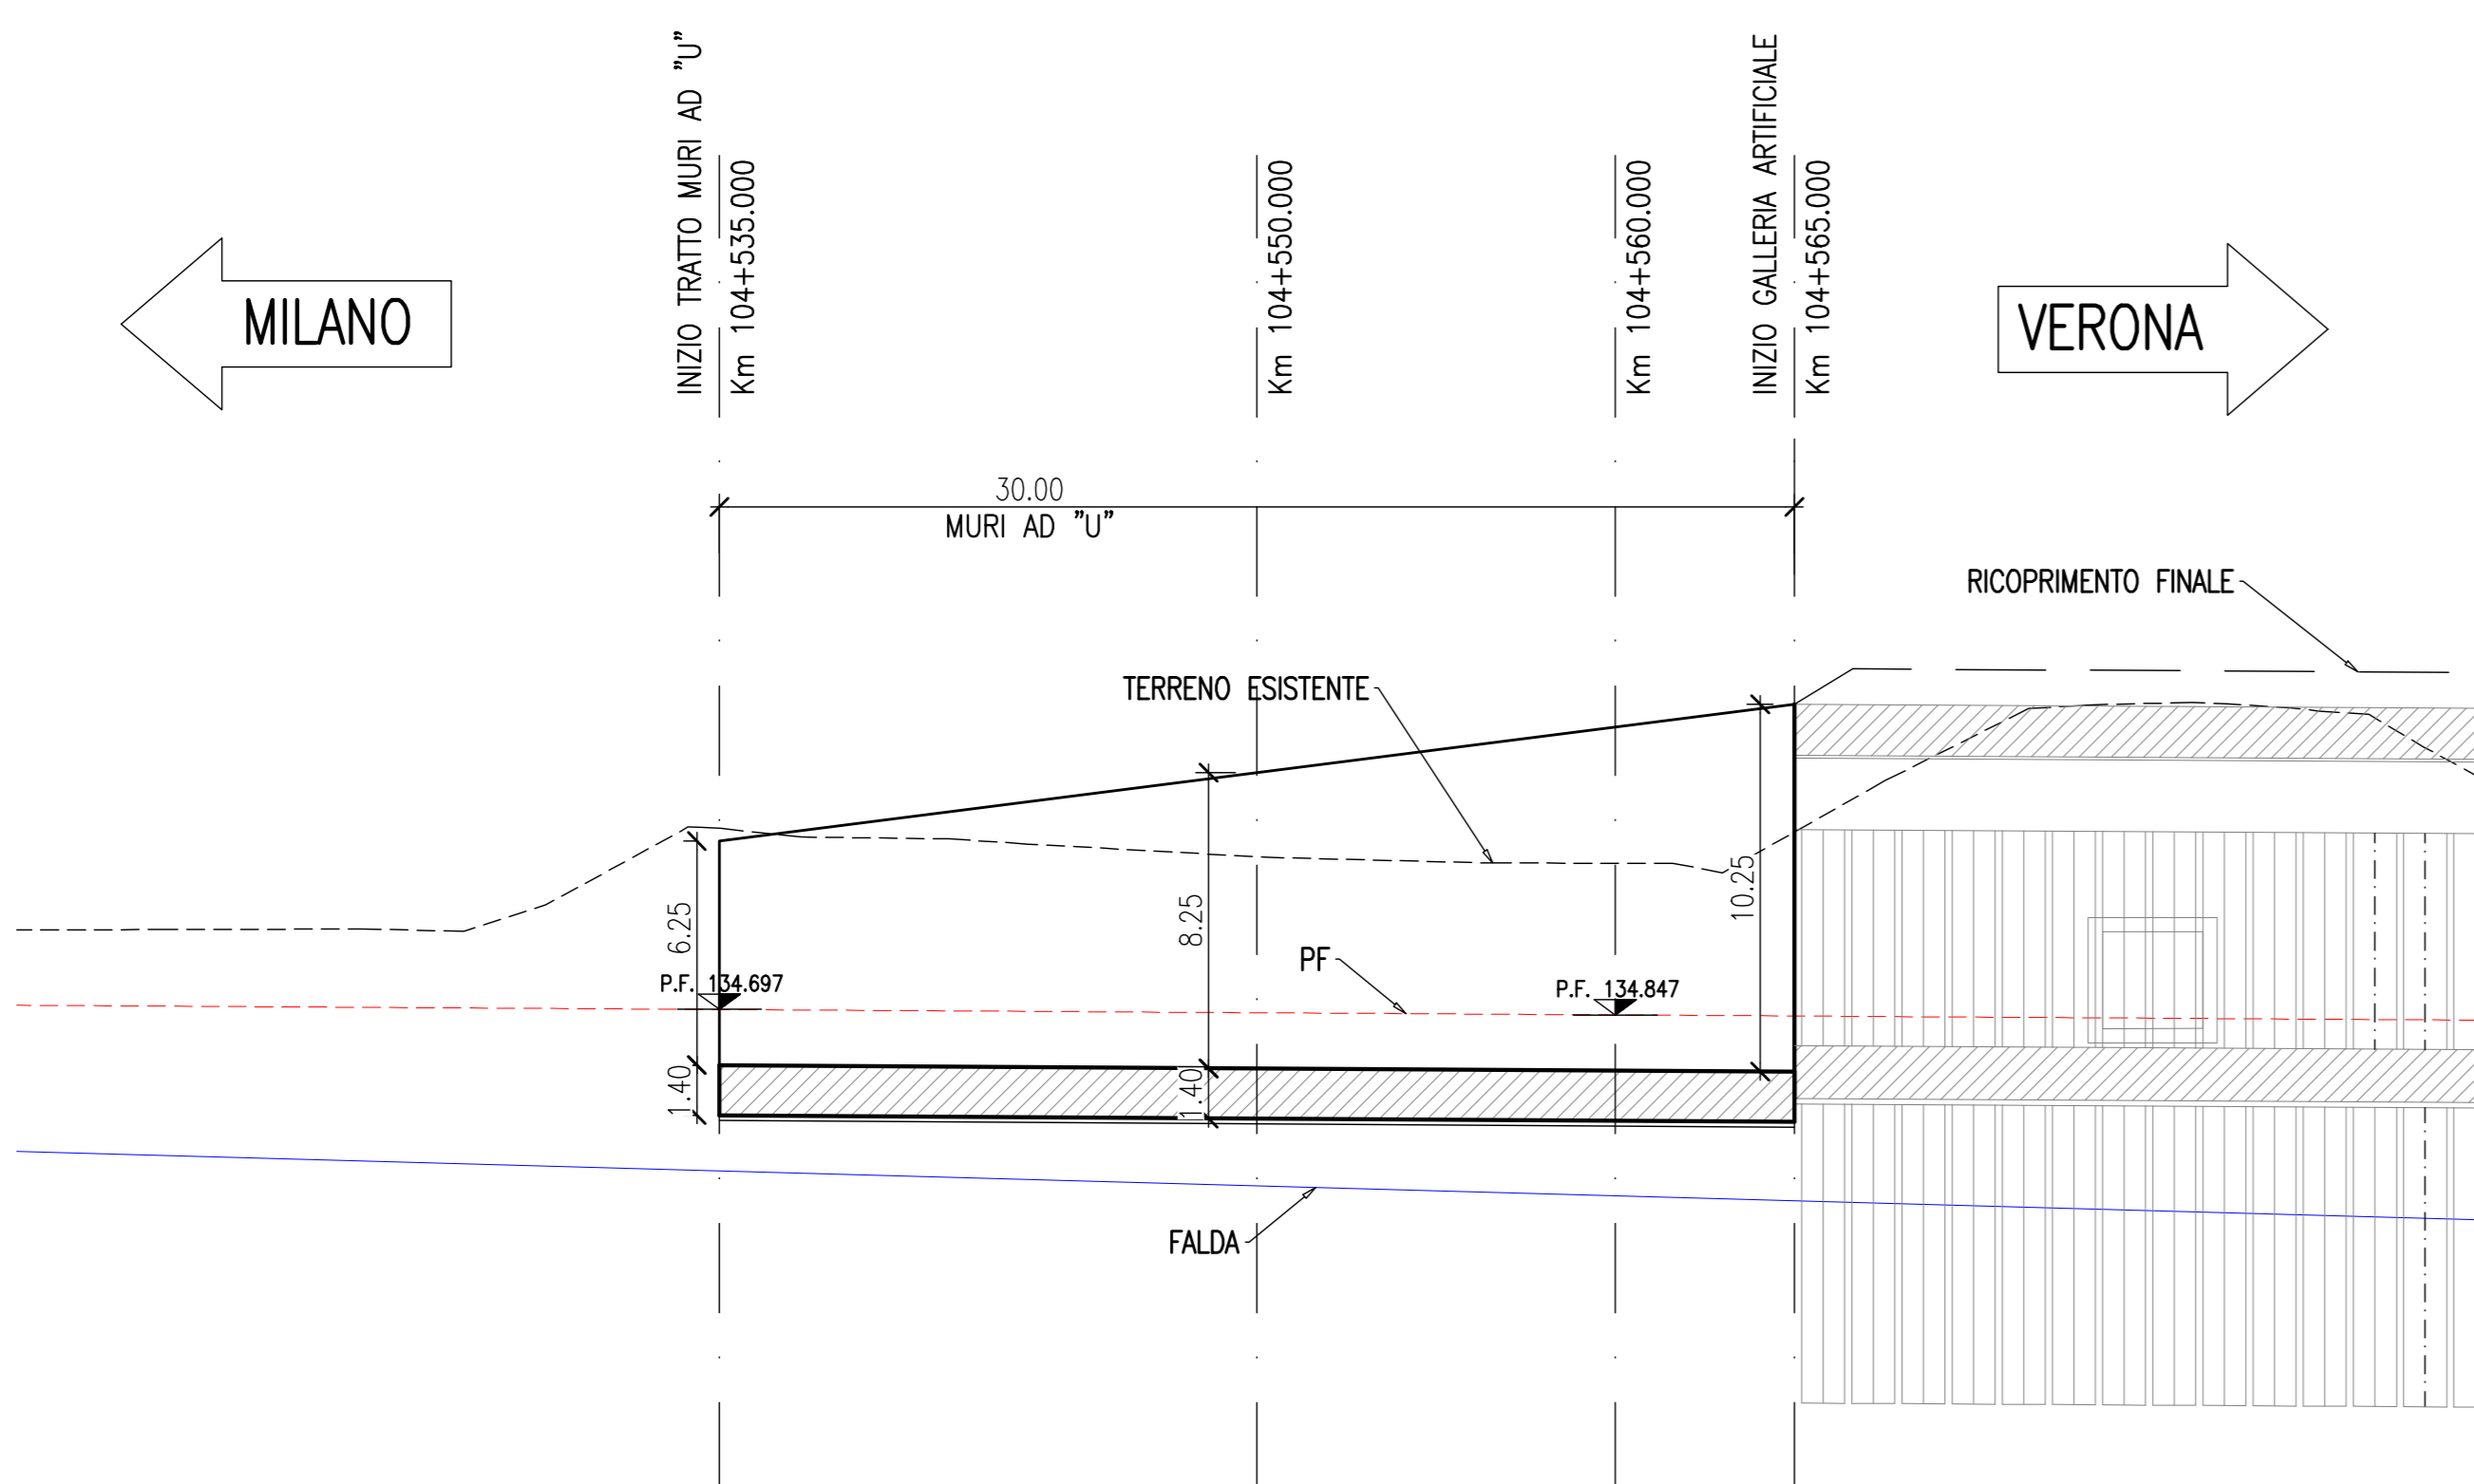 INIZIO TRATTO MURI AD "U"
Km 104+535.000
Km 104+550.000
Km 104+560.000
INIZIO GALLERIA ARTIFICIALE
Km 104+565.000
MILANO
VERONA
30.00
MURI AD "U"
RICOPRIMENTO FINALE
TERRENO ESISTENTE
6.25
8.25
10.25
PF
P.F. 134.697
P.F. 134.847
1.40
1.40
FALDA